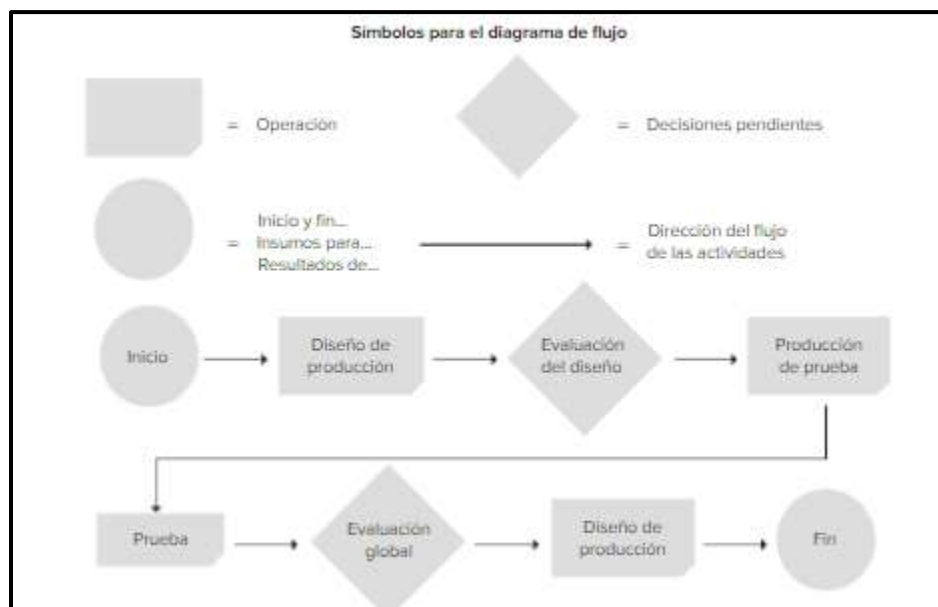 Símbolos para el diagrama de flujo
= Operación
= Decisiones pendientes
Inicio y fin...
= Insumos para...
Resultados de...
= Dirección del flujo
de las actividades
Inicio
Diseño de
producción
Evaluación
del diseño
Producción
de prueba
Prueba
Evaluación
global
Diseño de
producción
Fin